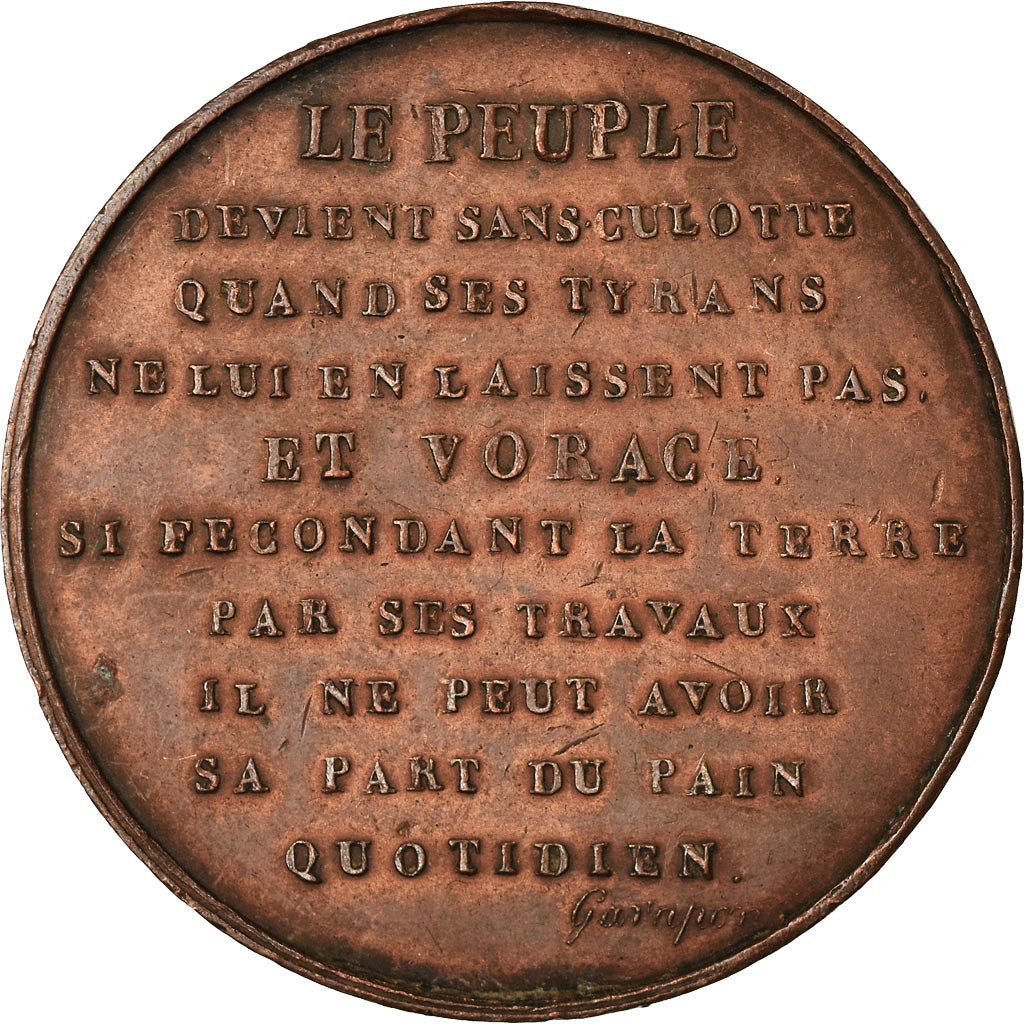 LE PEUPLE
DEVIENT SANS·CULOTTE
QUAND SES TYRANS
NE LUI EN LAISSENT PAS.
ET VORACE
SI FECONDANT LA TERRE
PAR SES TRAVAUX
IL NE PEUT AVOIR
SA PART DU PAIN
QUOTIDIEN.
Garapon